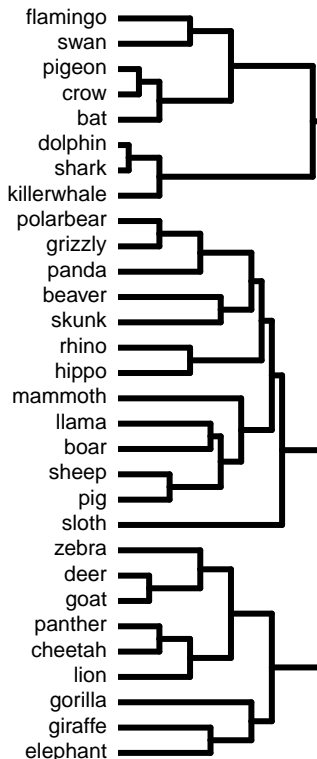 flamingo
swan
pigeon
crow
bat
dolphin
shark
killerwhale
polarbear
grizzly
panda
beaver
skunk
rhino
hippo
mammoth
llama
boar
sheep
pig
sloth
zebra
deer
goat
panther
cheetah
lion
gorilla
giraffe
elephant